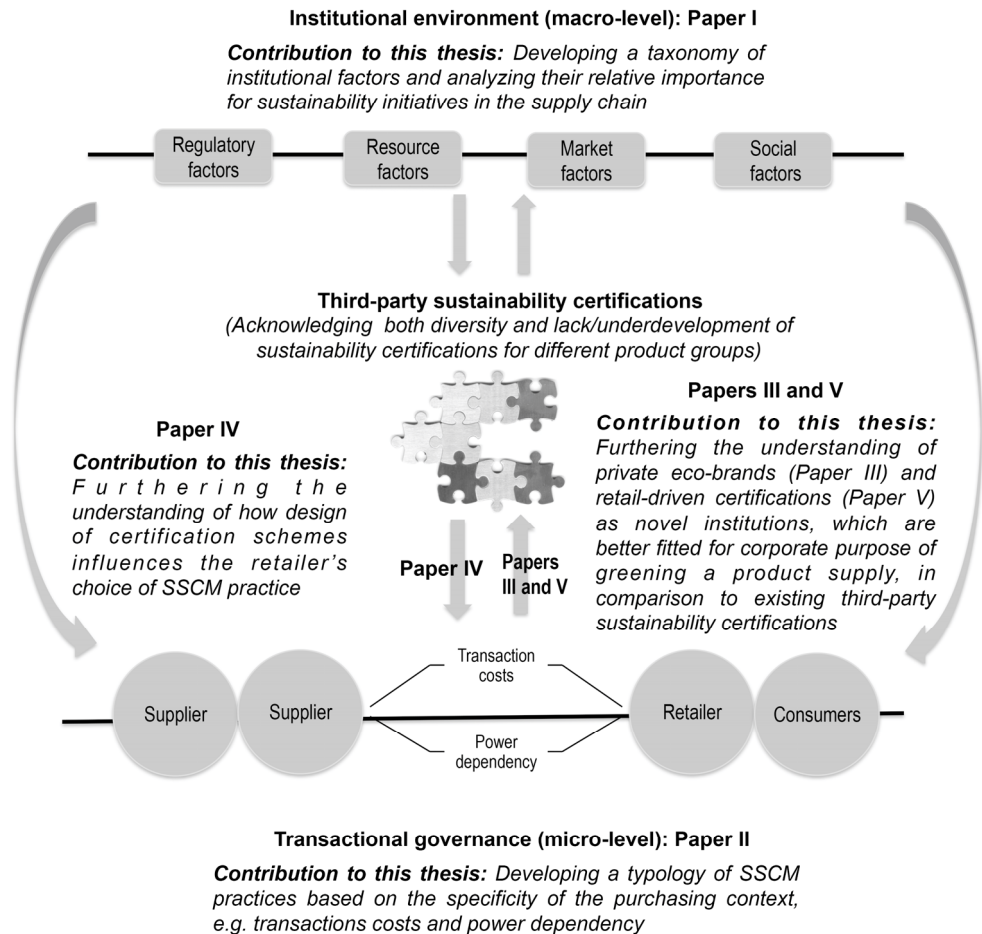 Institutional environment (macro-level): Paper I
Contribution to this thesis: Developing a taxonomy of
institutional factors and analyzing their relative importance
for sustainability initiatives in the supply chain
Regulatory
factors
Resource
factors
Market
factors
Social
factors
Third-party sustainability certifications
(Acknowledging both diversity and lack/underdevelopment of
sustainability certifications for different product groups)
Paper IV
Contribution to this thesis:
Furthering the
understanding of how design
of certification schemes
influences the retailer's
choice of SSCM practice
Papers III and V
Contribution to this thesis:
Furthering the understanding of
private eco-brands (Paper III) and
retail-driven certifications (Paper V)
as novel institutions, which are
better fitted for corporate purpose of
greening a product supply, in
comparison to existing third-party
sustainability certifications
Paper IV
Papers
III and V
Supplier
Supplier
Transaction
costs
Power
dependency
Retailer
Consumers
Transactional governance (micro-level): Paper II
Contribution to this thesis: Developing a typology of SSCM
practices based on the specificity of the purchasing context,
e.g. transactions costs and power dependency